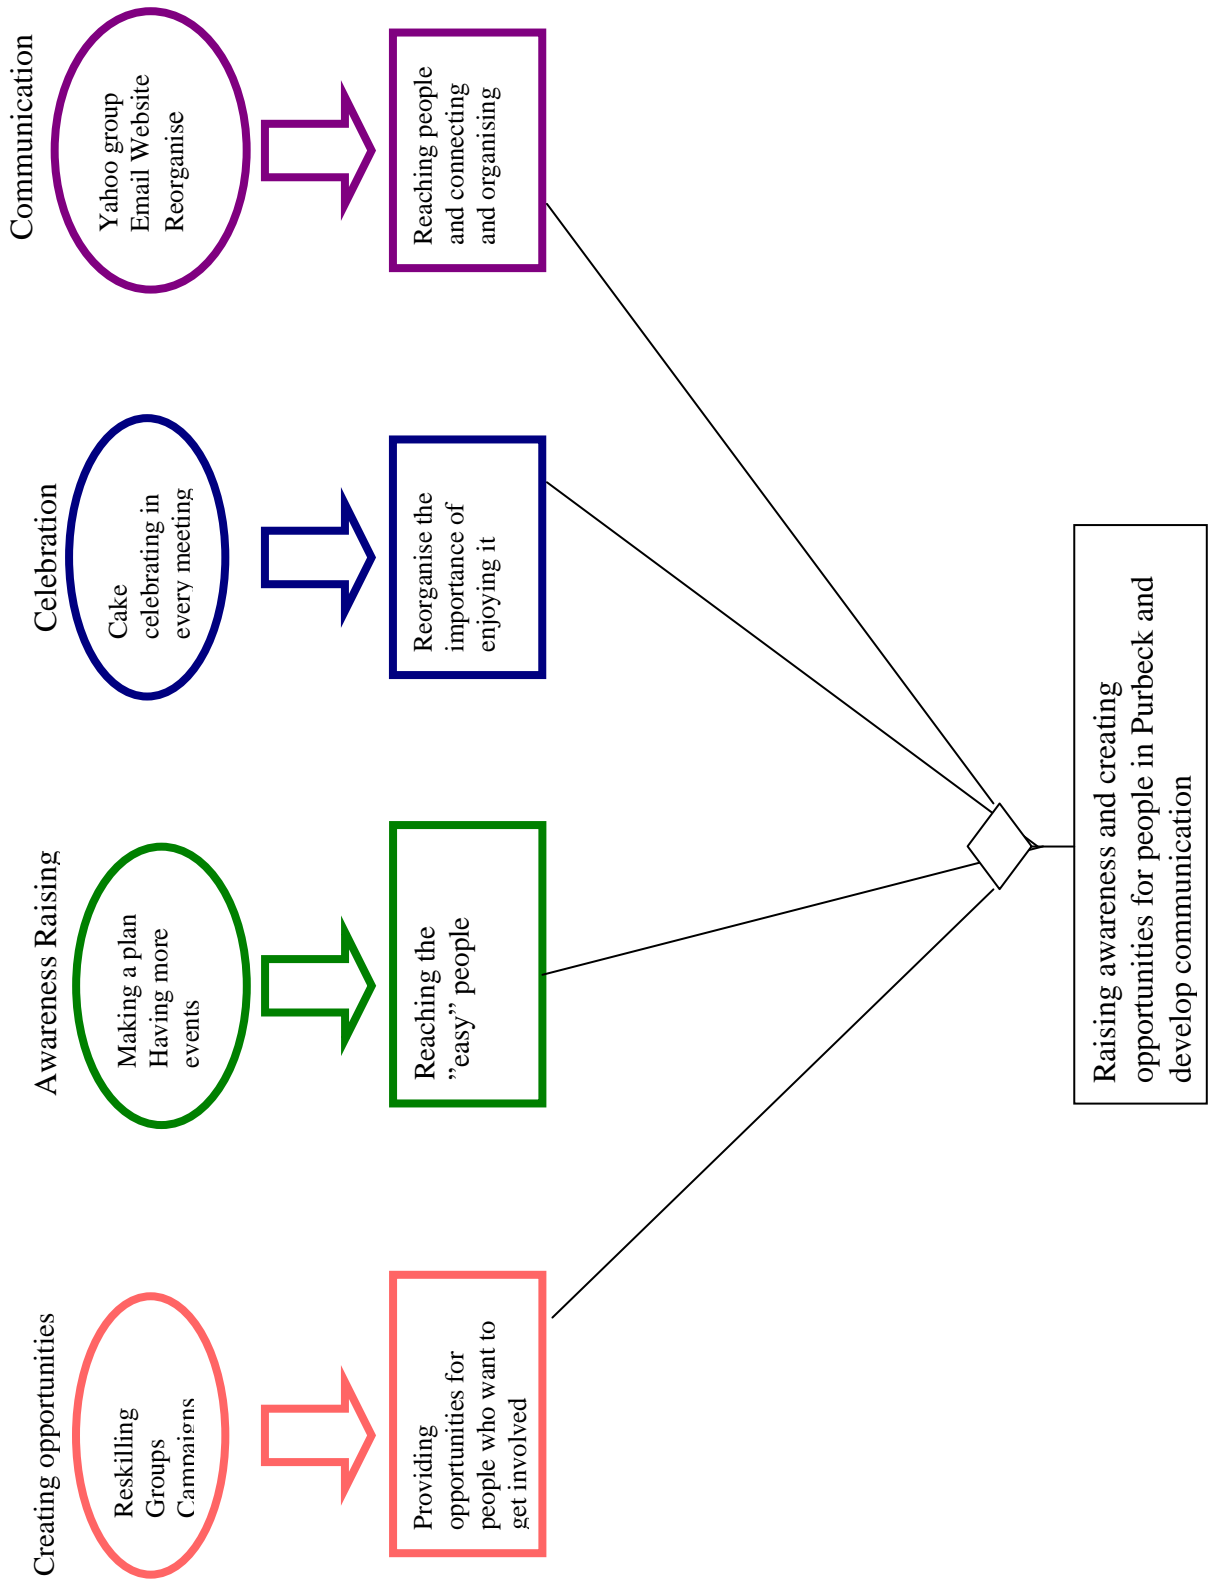 Creating opportunities
Reskilling
Groups
Campaigns
Providing
opportunities for
people who want to
get involved
Awareness Raising
Making a plan
Having more
events
Reaching the
”easy” people
Celebration
Cake
celebrating in
every meeting
Reorganise the
importance of
enjoying it
Communication
Yahoo group
Email Website
Reorganise
Reaching people
and connecting
and organising
Raising awareness and creating
opportunities for people in Purbeck and
develop communication